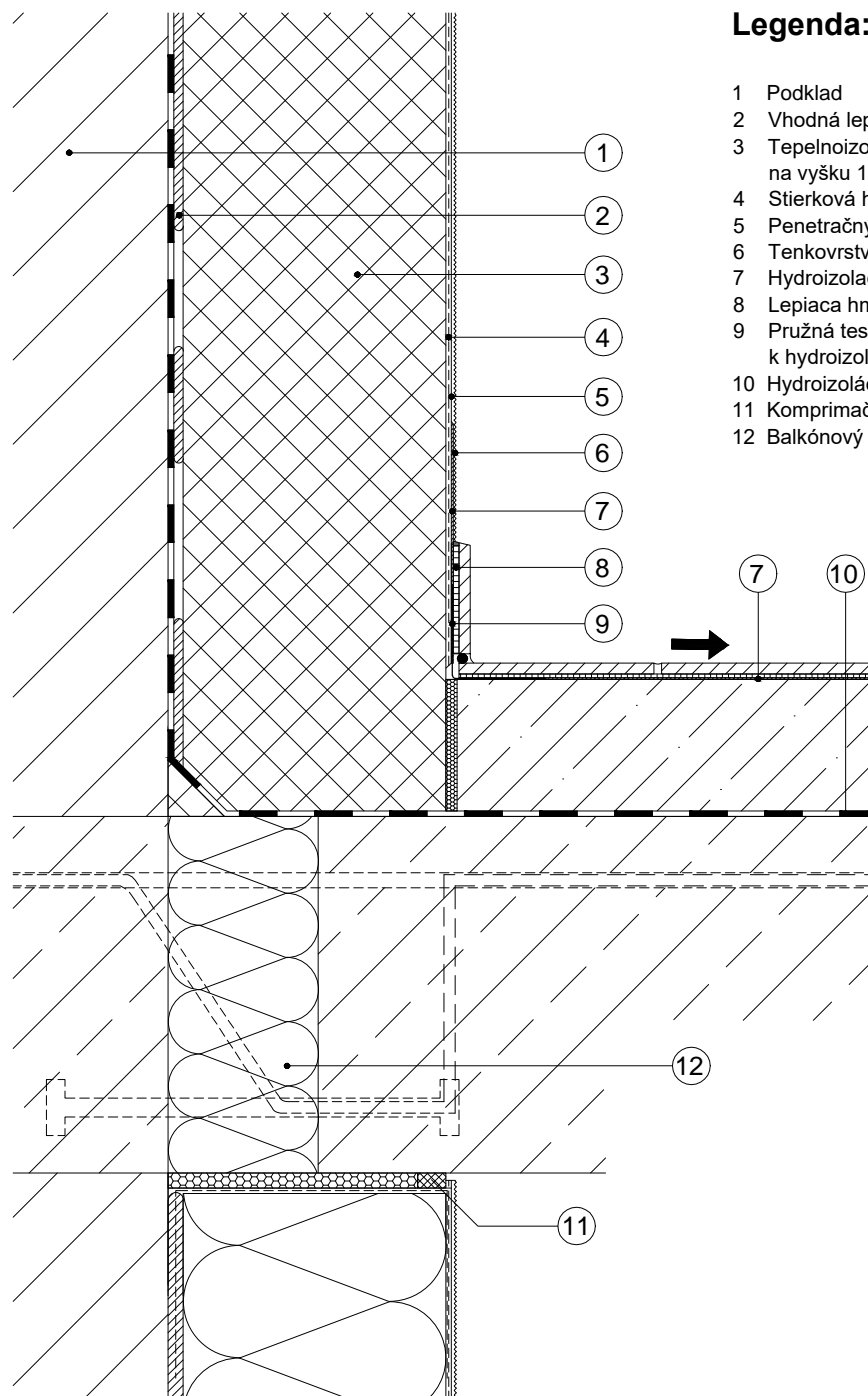 Legenda:
1 Podklad
2 Vhodná lep
3 Tepelnoizo
na vyšku 1
4 Stierková h
5 Penetračný
6 Tenkovrstv
7 Hydroizolač
8 Lepiaca hm
9 Pružná tes
k hydroizol
10 Hydroizolác
11 Komprimač
12 Balkónový
1
2
3
4
5
6
7
8
7
10
9
12
11